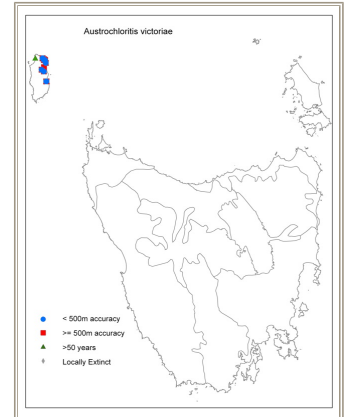 Austrochloritis victoriae
< 500m accuracy
>= 500m accuracy
>50 years
Locally Extinct